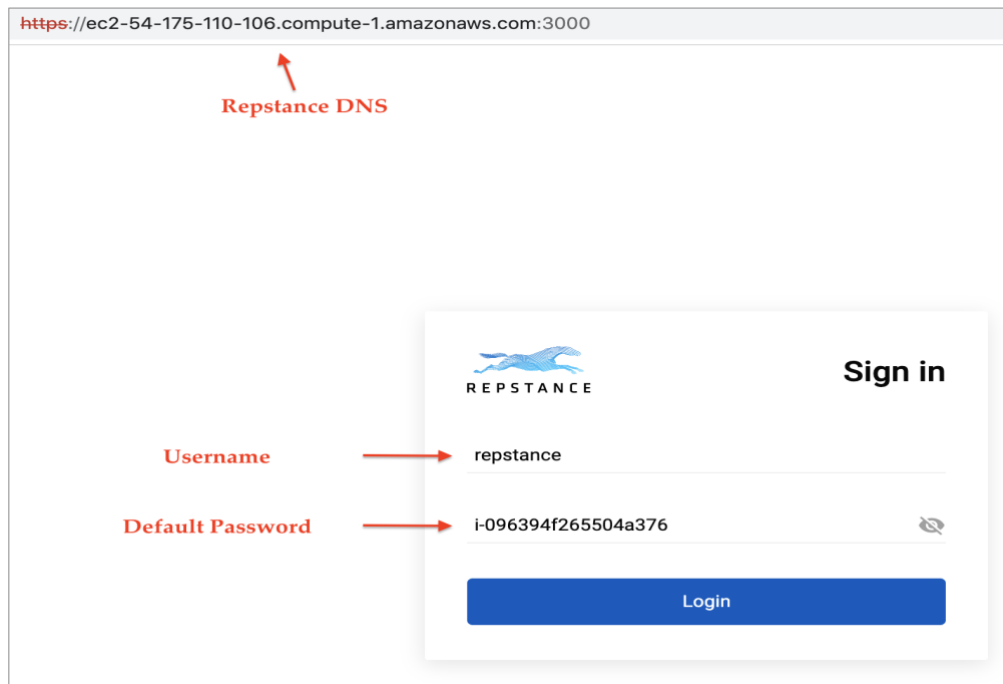 https://ec2-54-175-110-106.compute-1.amazonaws.com:3000
Repstance DNS
REPSTANCE
Sign in
Username
repstance
Default Password
i-096394f265504a376
Login